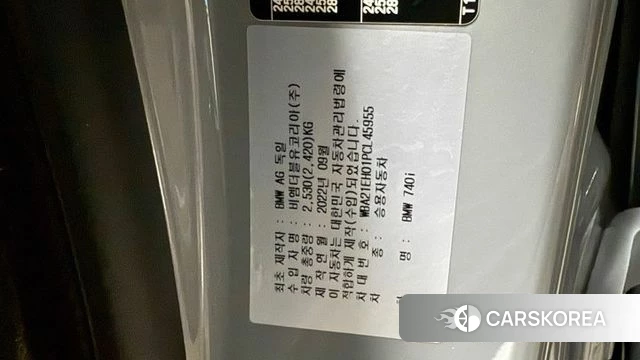 최초 제작자 : BMW AG 독일
수 입 자 명 : 비엠더블유코리아(주)
차량 총중량 : 2,530(2,420)KG
제 작 연 월 : 2022년 09월
이 자동차는 대한민국 자동차관리법령에
적합하게 제작(수입)되었습니다.
차 대 번 호 : WBA21EH01PCL45955
차 종 : 승용자동차
명 : BMW 740i
CARSKOREA